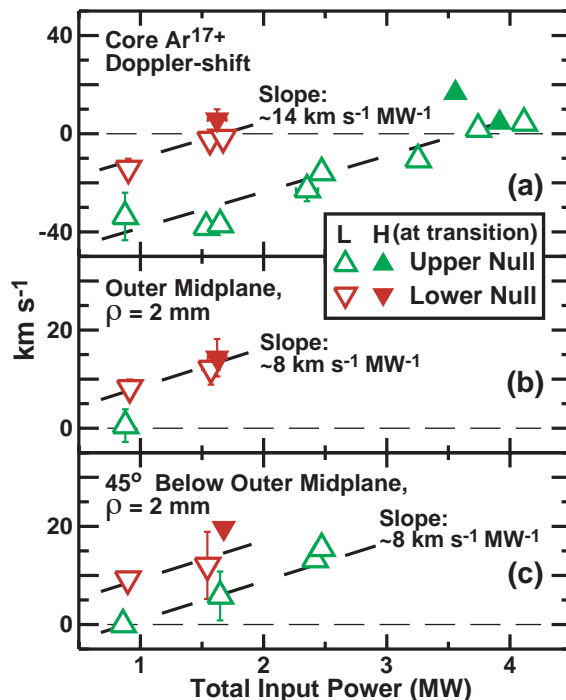 40
Core Ar¹⁷⁺
Doppler-shift
Slope:
~14 km s⁻¹ MW⁻¹
0
(a)
-40
L H (at transition)
Upper Null
Lower Null
km s⁻¹
Outer Midplane,
ρ = 2 mm
20
Slope:
~8 km s⁻¹ MW⁻¹
(b)
0
45° Below Outer Midplane,
ρ = 2 mm
Slope:
~8 km s⁻¹ MW⁻¹
20
(c)
0
1 2 3 4
Total Input Power (MW)